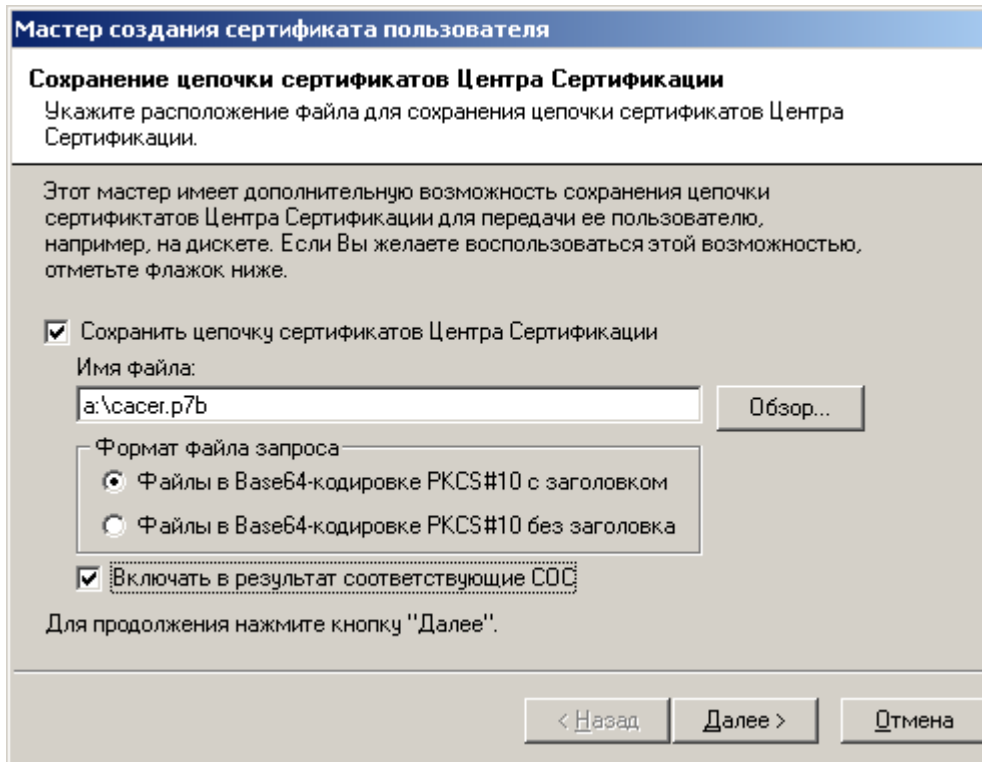 Мастер создания сертификата пользователя
Сохранение цепочки сертификатов Центра Сертификации
Укажите расположение файла для сохранения цепочки сертификатов Центра
Сертификации.
Этот мастер имеет дополнительную возможность сохранения цепочки
сертификтатов Центра Сертификации для передачи ее пользователю,
например, на дискете. Если Вы желаете воспользоваться этой возможностью,
отметьте флажок ниже.
Сохранить цепочку сертификатов Центра Сертификации
Имя файла:
a:\cacer.p7b
Обзор...
Формат файла запроса
Файлы в Base64-кодировке PKCS#10 с заголовком
Файлы в Base64-кодировке PKCS#10 без заголовка
Включать в результат соответствующие СОС
Для продолжения нажмите кнопку "Далее".
< Назад
Далее >
Отмена